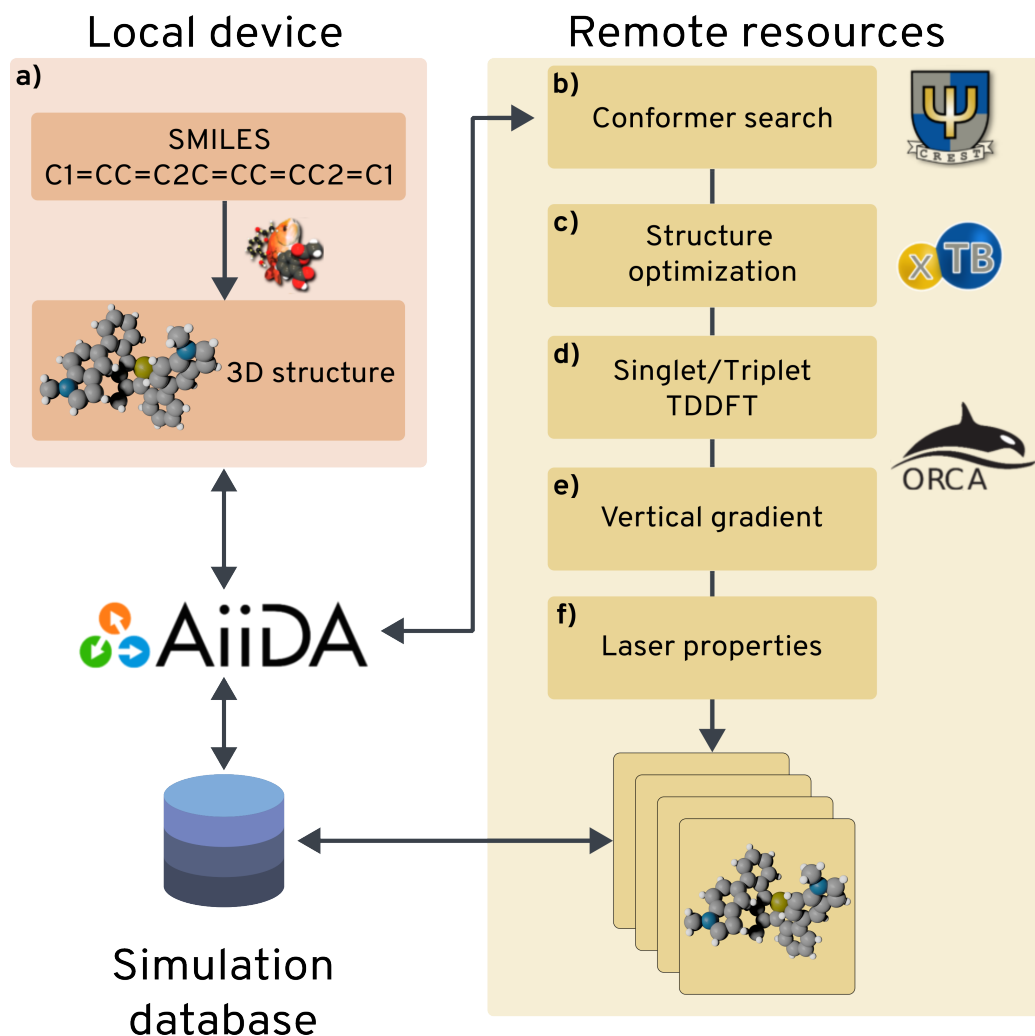 Local device
a)
SMILES
C1=CC=C2C=CC=CC2=C1
3D structure
AiiDA
Simulation
database
Remote resources
b)
Conformer search
CREST
c)
Structure
optimization
xTB
d)
Singlet/Triplet
TDDFT
ORCA
e)
Vertical gradient
f)
Laser properties